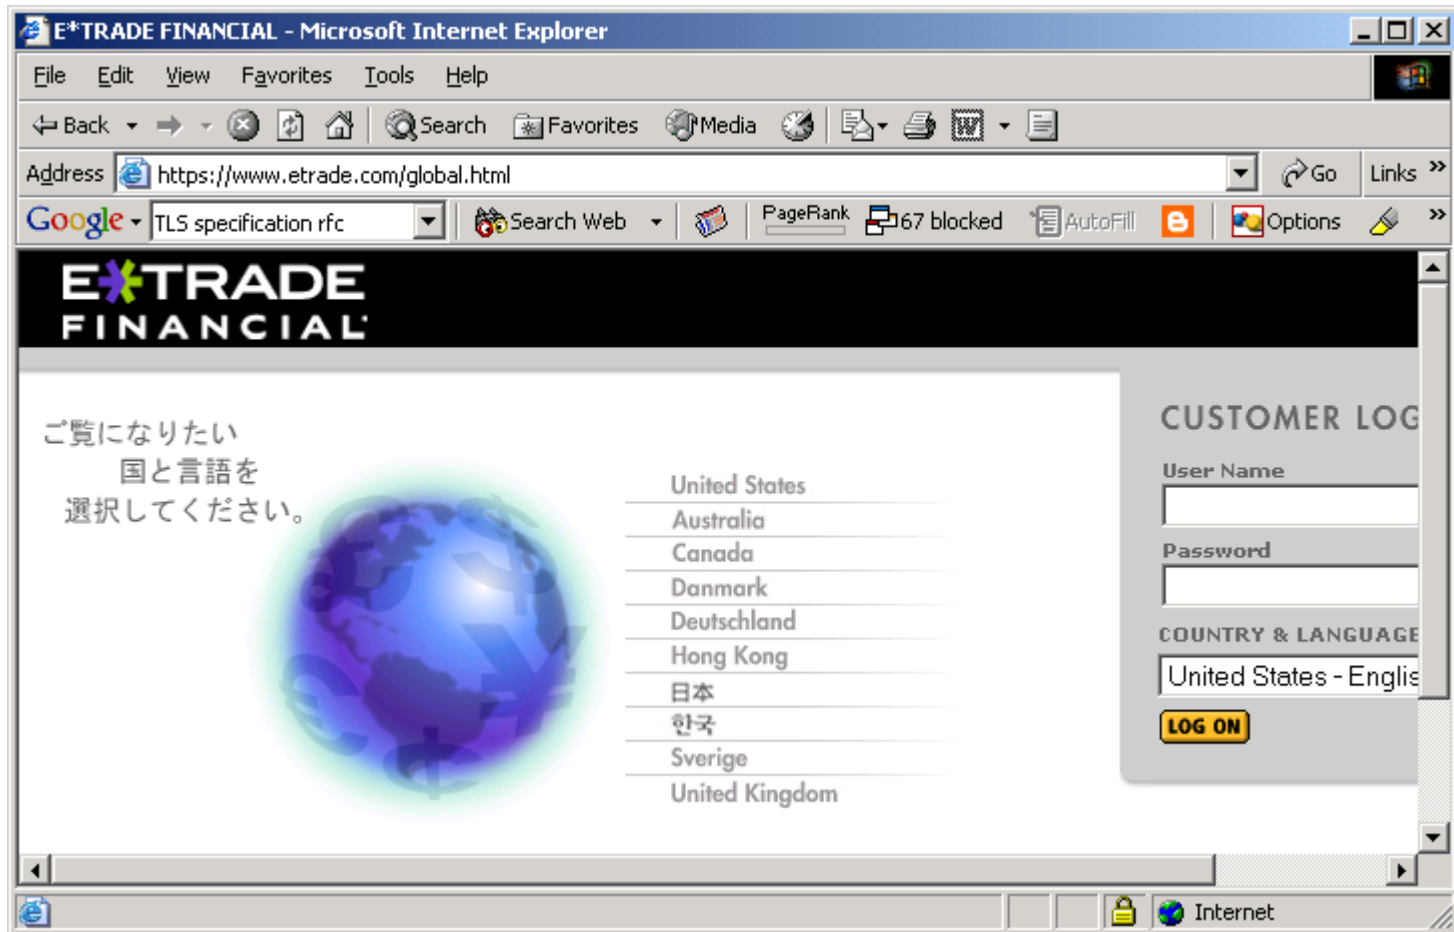 E*TRADE FINANCIAL - Microsoft Internet Explorer
File Edit View Favorites Tools Help
Back Search Favorites Media
Address https://www.etrade.com/global.html Go Links »
Google TLS specification rfc Search Web PageRank 67 blocked AutoFill Options »
E*TRADE
FINANCIAL
ご覧になりたい
国と言語を
選択してください。
United States
Australia
Canada
Danmark
Deutschland
Hong Kong
日本
한국
Sverige
United Kingdom
CUSTOMER LOG
User Name
Password
COUNTRY & LANGUAGE
United States - Englis
LOG ON
Internet